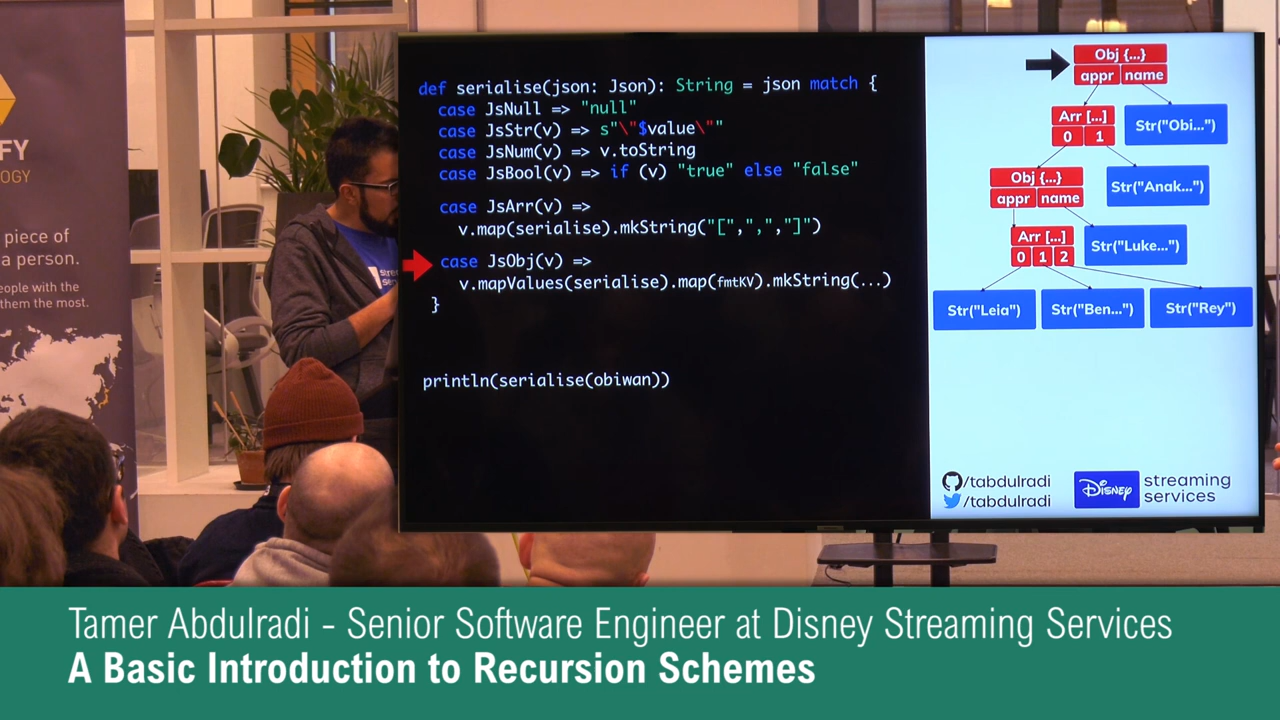 FY
OGY
piece of
a person.
eople with the
them the most.
stre
ser
def serialise(json: Json): String = json match {
case JsNull => "null"
case JsStr(v) => s"\"$value\""
case JsNum(v) => v.toString
case JsBool(v) => if (v) "true" else "false"
case JsArr(v) =>
v.map(serialise).mkString("[",",","]")
case JsObj(v) =>
v.mapValues(serialise).map(fmtKV).mkString(...)
}
println(serialise(obiwan))
Obj {...}
appr name
Arr [...]
0 1
Str("Obi...")
Obj {...}
appr name
Str("Anak...")
Arr [...]
0 1 2
Str("Luke...")
Str("Leia")
Str("Ben...")
Str("Rey")
/tabdulradi
/tabdulradi
Disney
streaming
services
Tamer Abdulradi - Senior Software Engineer at Disney Streaming Services
A Basic Introduction to Recursion Schemes